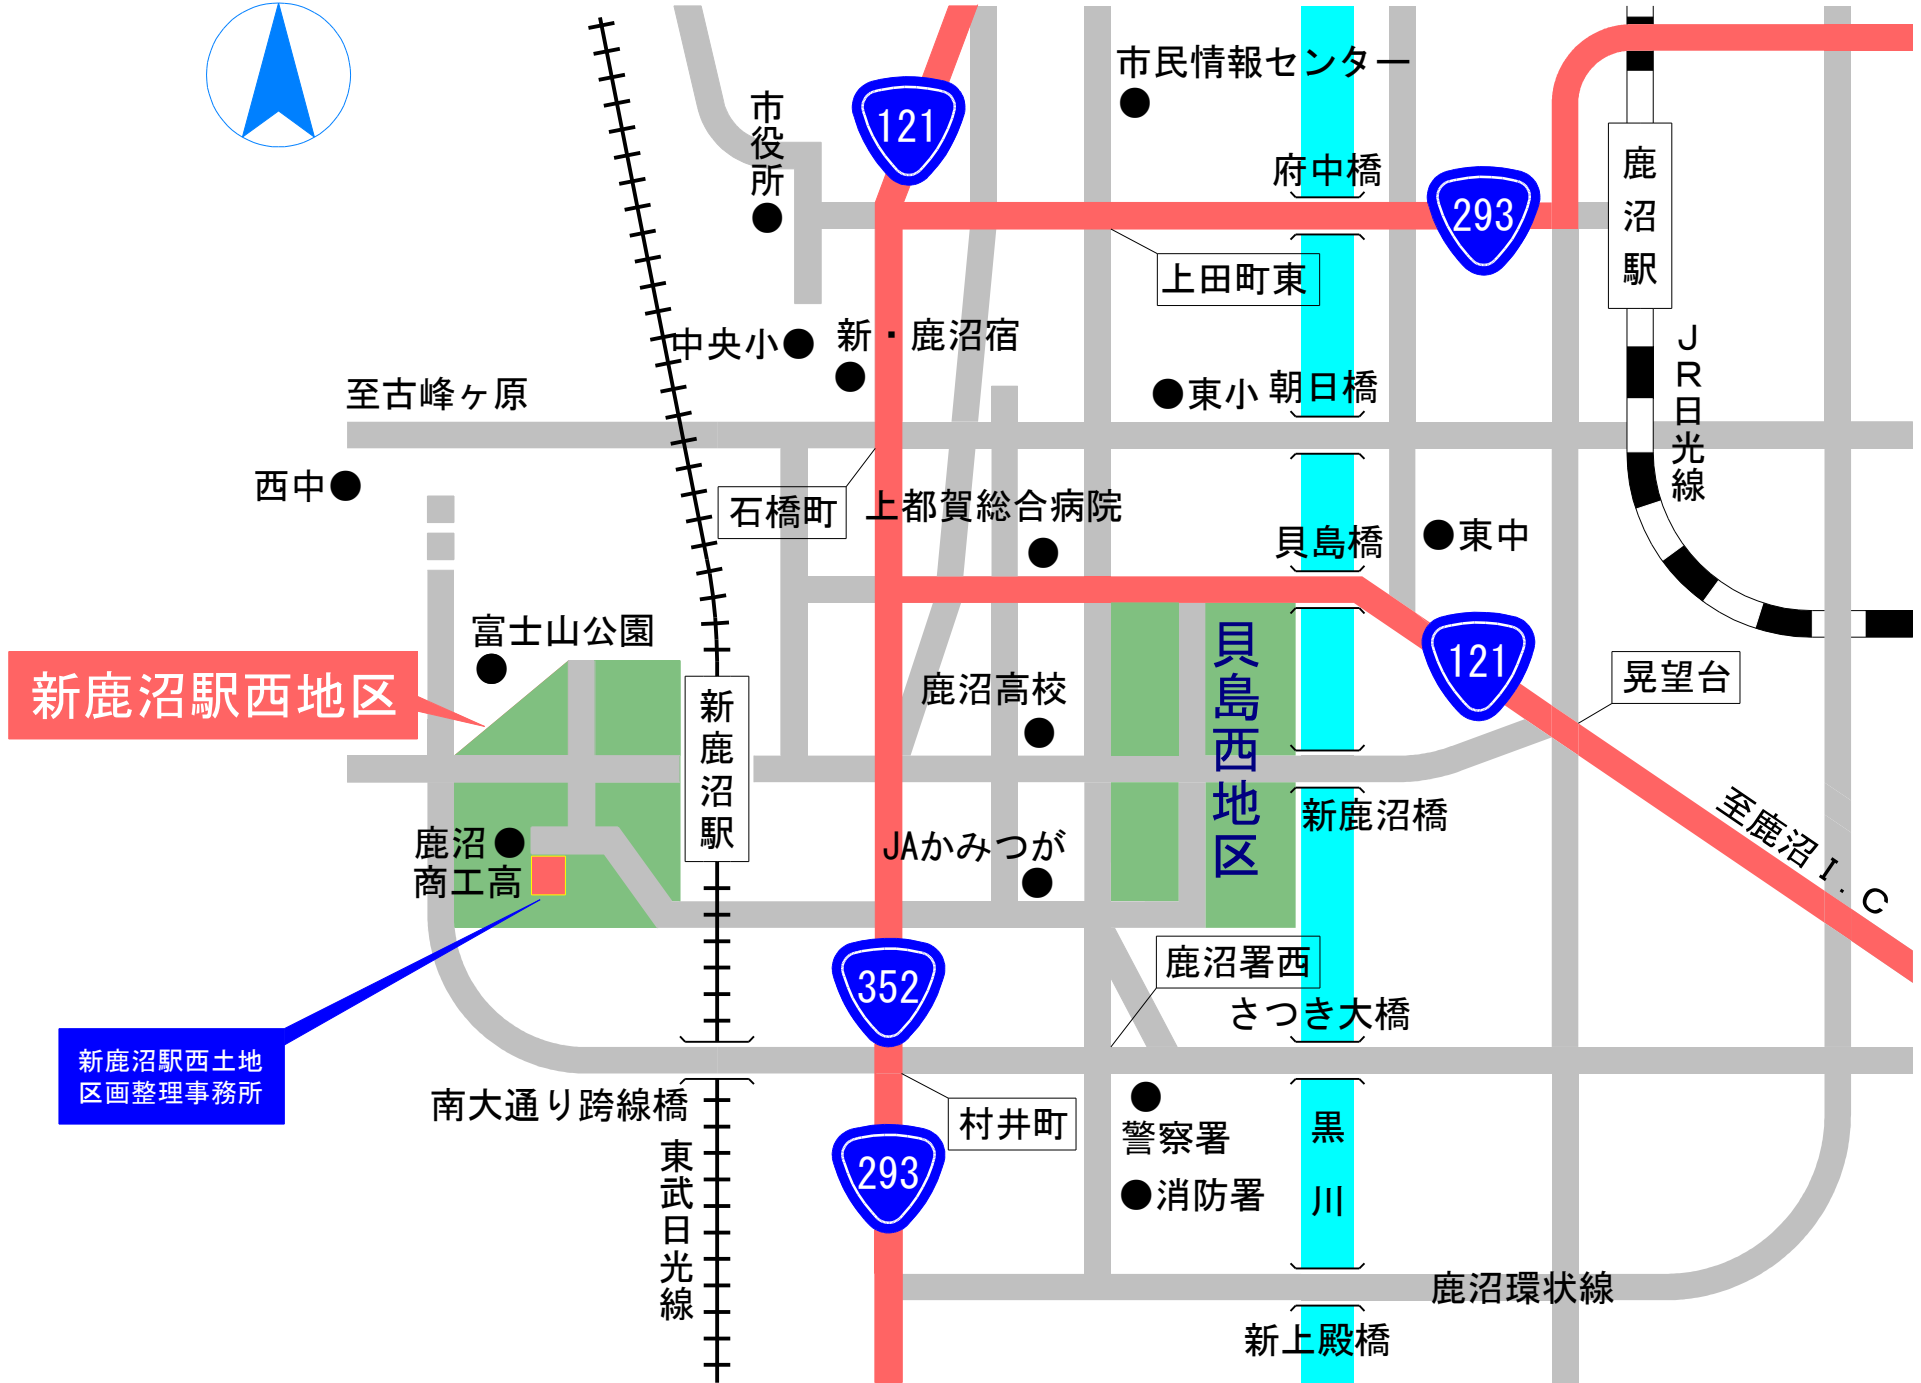 市民情報センター
市役所
121
府中橋
293
鹿沼駅
上田町東
中央小
新・鹿沼宿
JR日光線
至古峰ヶ原
東小
朝日橋
西中
石橋町
上都賀総合病院
貝島橋
東中
富士山公園
新鹿沼駅西地区
新鹿沼駅
鹿沼高校
貝島西地区
121
晃望台
鹿沼
商工高
JAかみつが
新鹿沼橋
至鹿沼I.C
352
鹿沼署西
さつき大橋
新鹿沼駅西土地
区画整理事務所
南大通り跨線橋
村井町
警察署
黒川
東武日光線
293
消防署
鹿沼環状線
新上殿橋